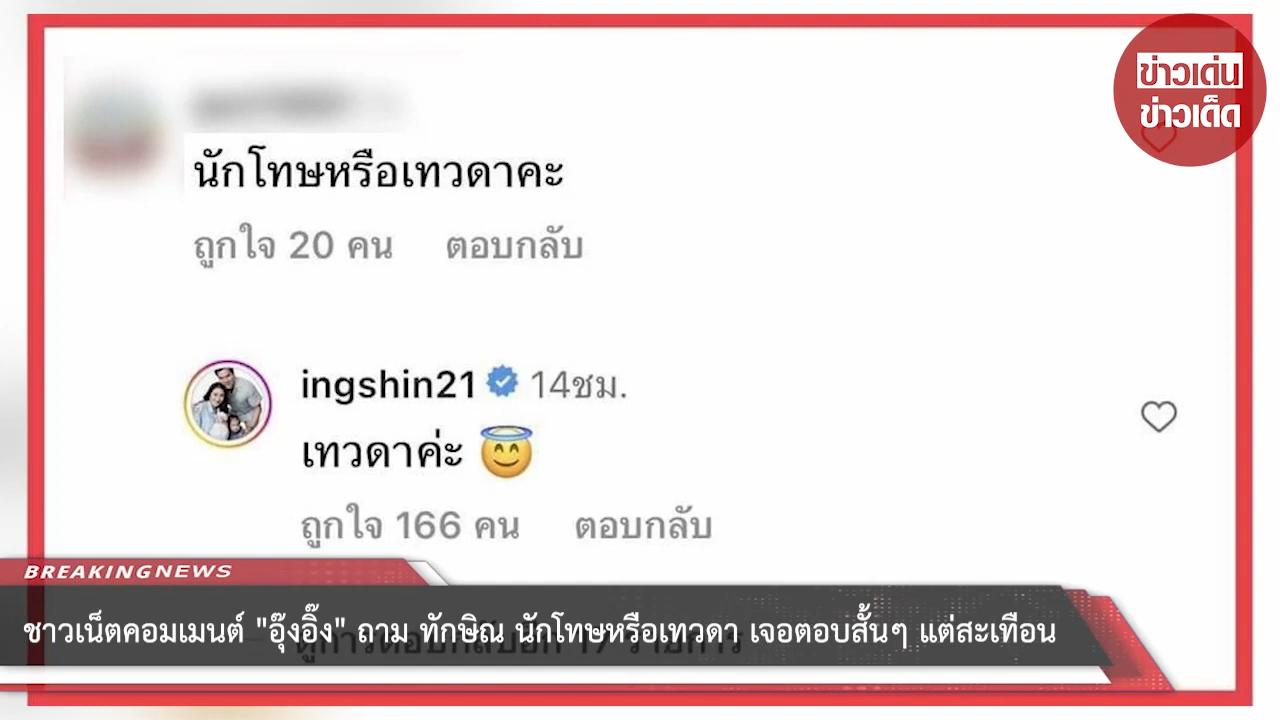 ข่าวเด่น
ข่าวเด็ด
นักโทษหรือเทวดาคะ
ถูกใจ 20 คน ตอบกลับ
ingshin21 14ชม.
เทวดาค่ะ 😇
ถูกใจ 166 คน ตอบกลับ
BREAKING NEWS
ชาวเน็ตคอมเมนต์ "อุ๊งอิ๊ง" ถาม ทักษิณ นักโทษหรือเทวดา เจอตอบสั้นๆ แต่สะเทือน